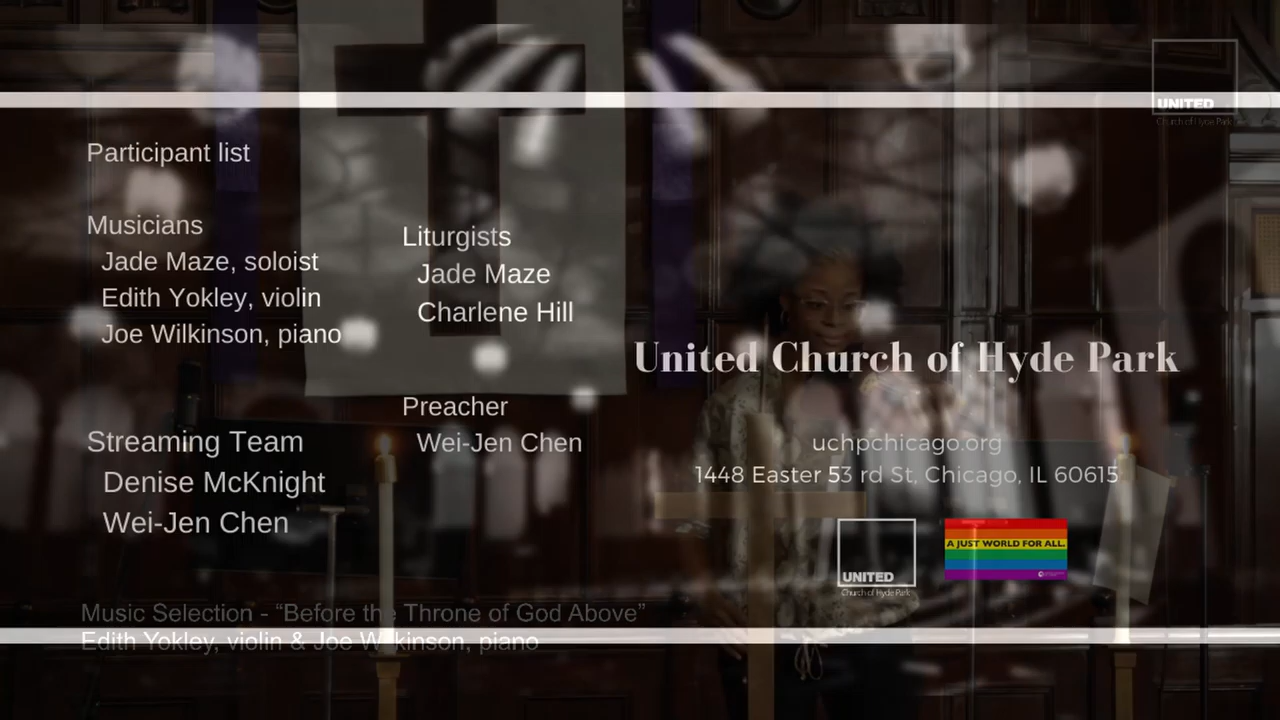 UNITED
Church of Hyde Park
Participant list
Musicians
Jade Maze, soloist
Edith Yokley, violin
Joe Wilkinson, piano
Liturgists
Jade Maze
Charlene Hill
Preacher
Wei-Jen Chen
Streaming Team
Denise McKnight
Wei-Jen Chen
United Church of Hyde Park
uchpchicago.org
1448 Easter 53 rd St, Chicago, IL 60615
UNITED
Church of Hyde Park
A JUST WORLD FOR ALL.
Music Selection - “Before the Throne of God Above”
Edith Yokley, violin & Joe Wilkinson, piano